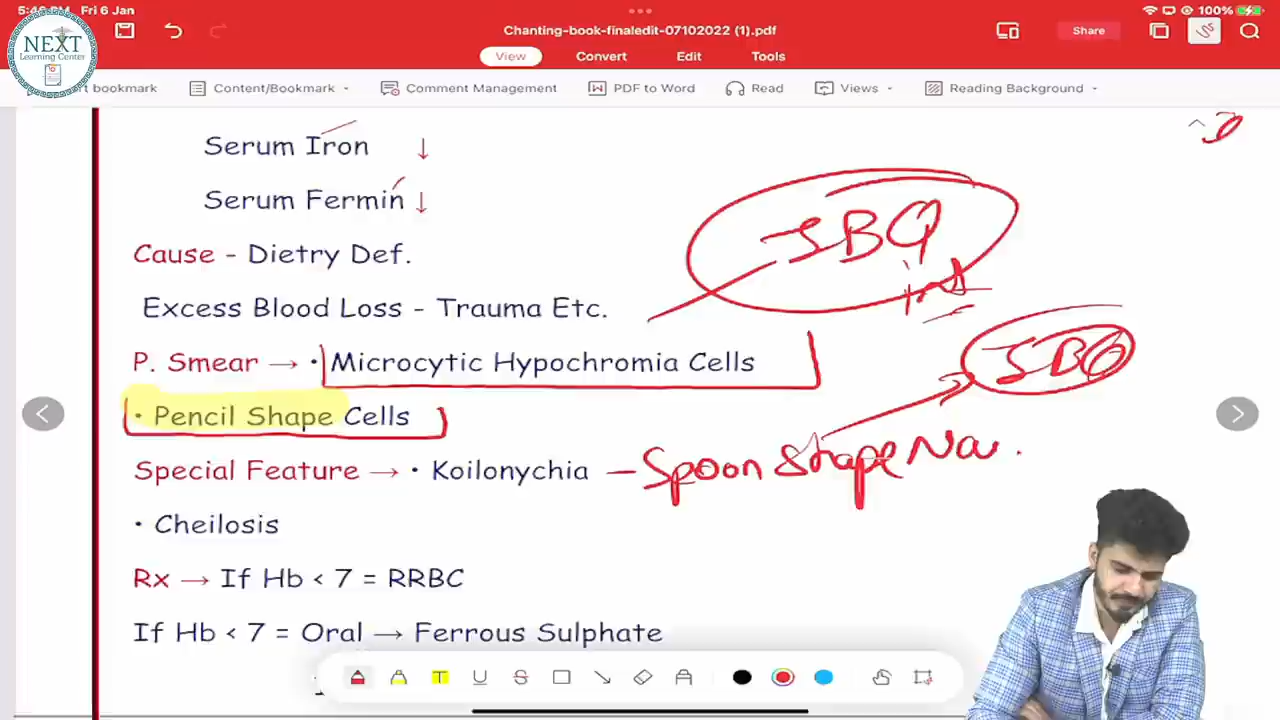 5:46 PM Fri 6 Jan
100%
NEXT
Learning Center
Chanting-book-finaledit-07102022 (1).pdf
Share
View Convert Edit Tools
rt bookmark Content/Bookmark Comment Management PDF to Word Read Views Reading Background
Serum Iron ↓
Serum Fermin ↓
Cause - Dietry Def.
Excess Blood Loss - Trauma Etc.
IBQ
P. Smear → • Microcytic Hypochromia Cells
IBQ
• Pencil Shape Cells
Special Feature → • Koilonychia - Spoon Shape
• Cheilosis
Rx → If Hb < 7 = RRBC
If Hb < 7 = Oral → Ferrous Sulphate
T